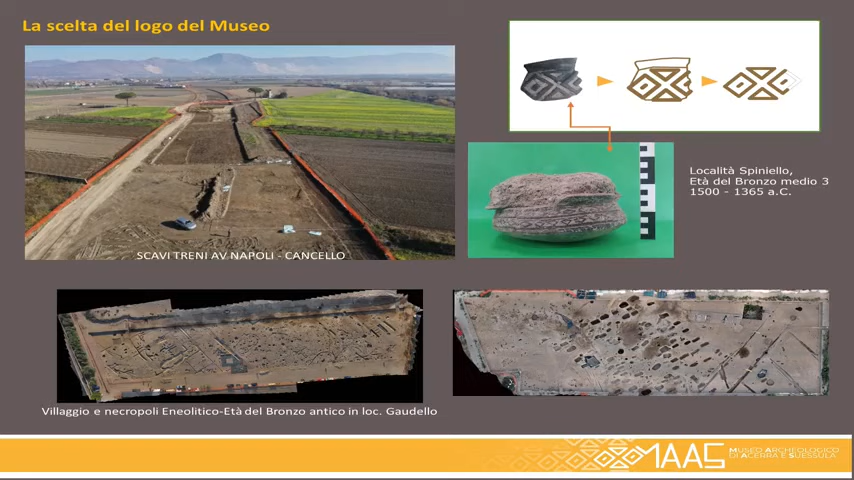 La scelta del logo del Museo
SCAVI TRENI AV NAPOLI - CANCELLO
Località Spiniello,
Età del Bronzo medio 3
1500 - 1365 a.C.
Villaggio e necropoli Eneolitico-Età del Bronzo antico in loc. Gaudello
MAAS
MUSEO ARCHEOLOGICO
DI ACERRA E SUESSULA